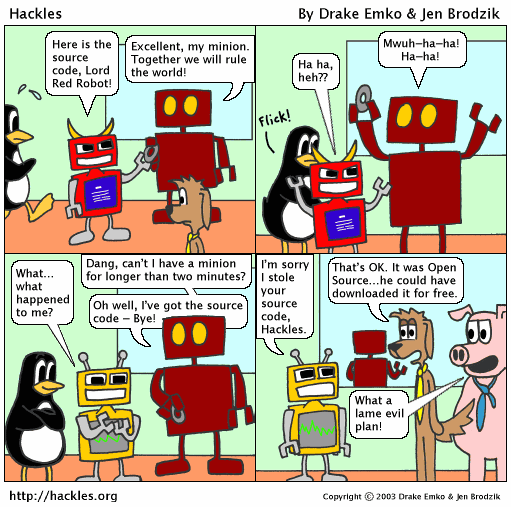 Hackles
By Drake Emko & Jen Brodzik
Here is the
source
code, Lord
Red Robot!
Excellent, my minion.
Together we will rule
the world!
Flick!
Ha ha,
heh??
Mwuh-ha-ha!
Ha-ha!
What...
what
happened
to me?
Dang, can't I have a minion
for longer than two minutes?
Oh well, I've got the source
code - Bye!
I'm sorry
I stole
your
source
code,
Hackles.
That's OK. It was Open
Source...he could have
downloaded it for free.
What a
lame evil
plan!
http://hackles.org
Copyright © 2003 Drake Emko & Jen Brodzik